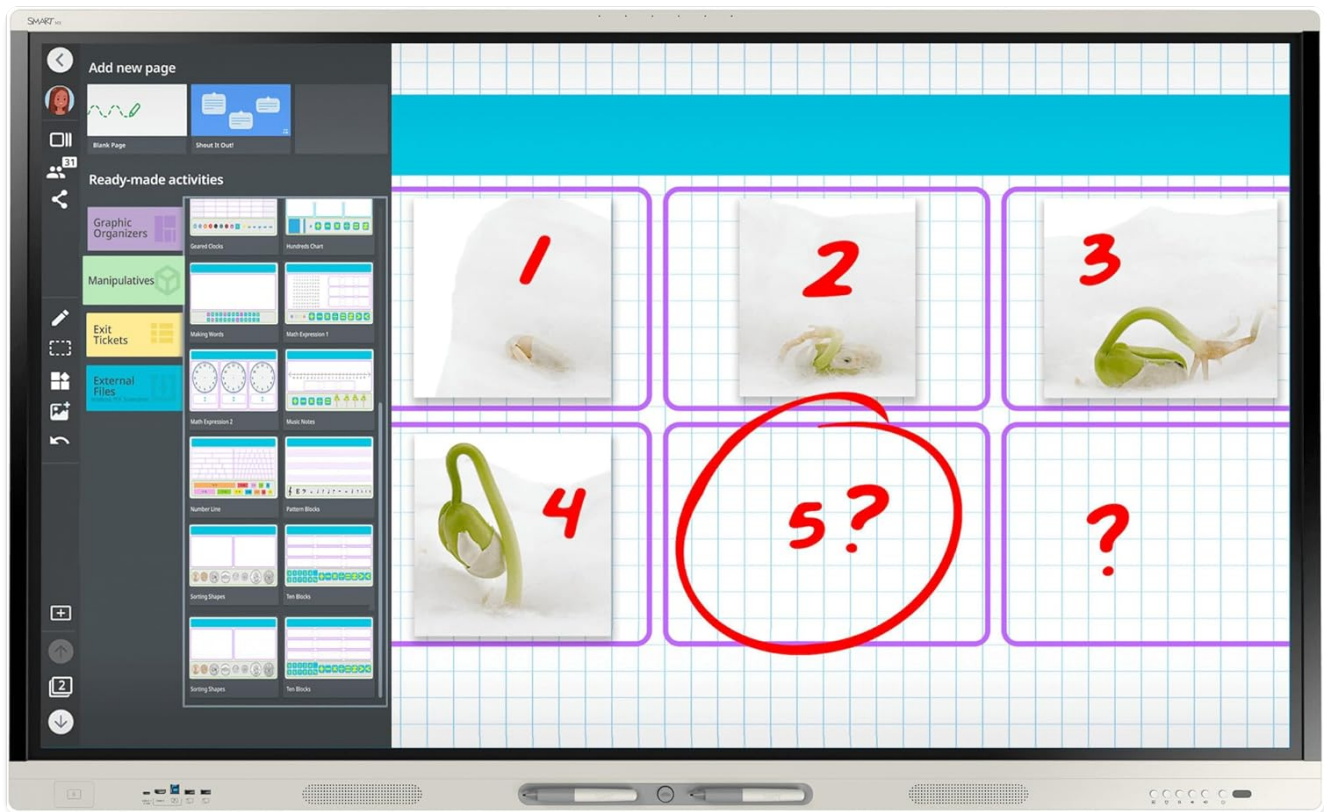 SMART MX
Add new page
Blank Page
Shout It Out!
31
Ready-made activities
Graphic
Organizers
Manipulatives
Exit
Tickets
External
Files
Geared Clocks
Hundreds Chart
Making Words
Math Expression 1
Math Expression 2
Music Notes
Number Line
Pattern Blocks
Sorting Shapes
Ten Blocks
Sorting Shapes
Ten Blocks
2
1
2
3
4
5?
?